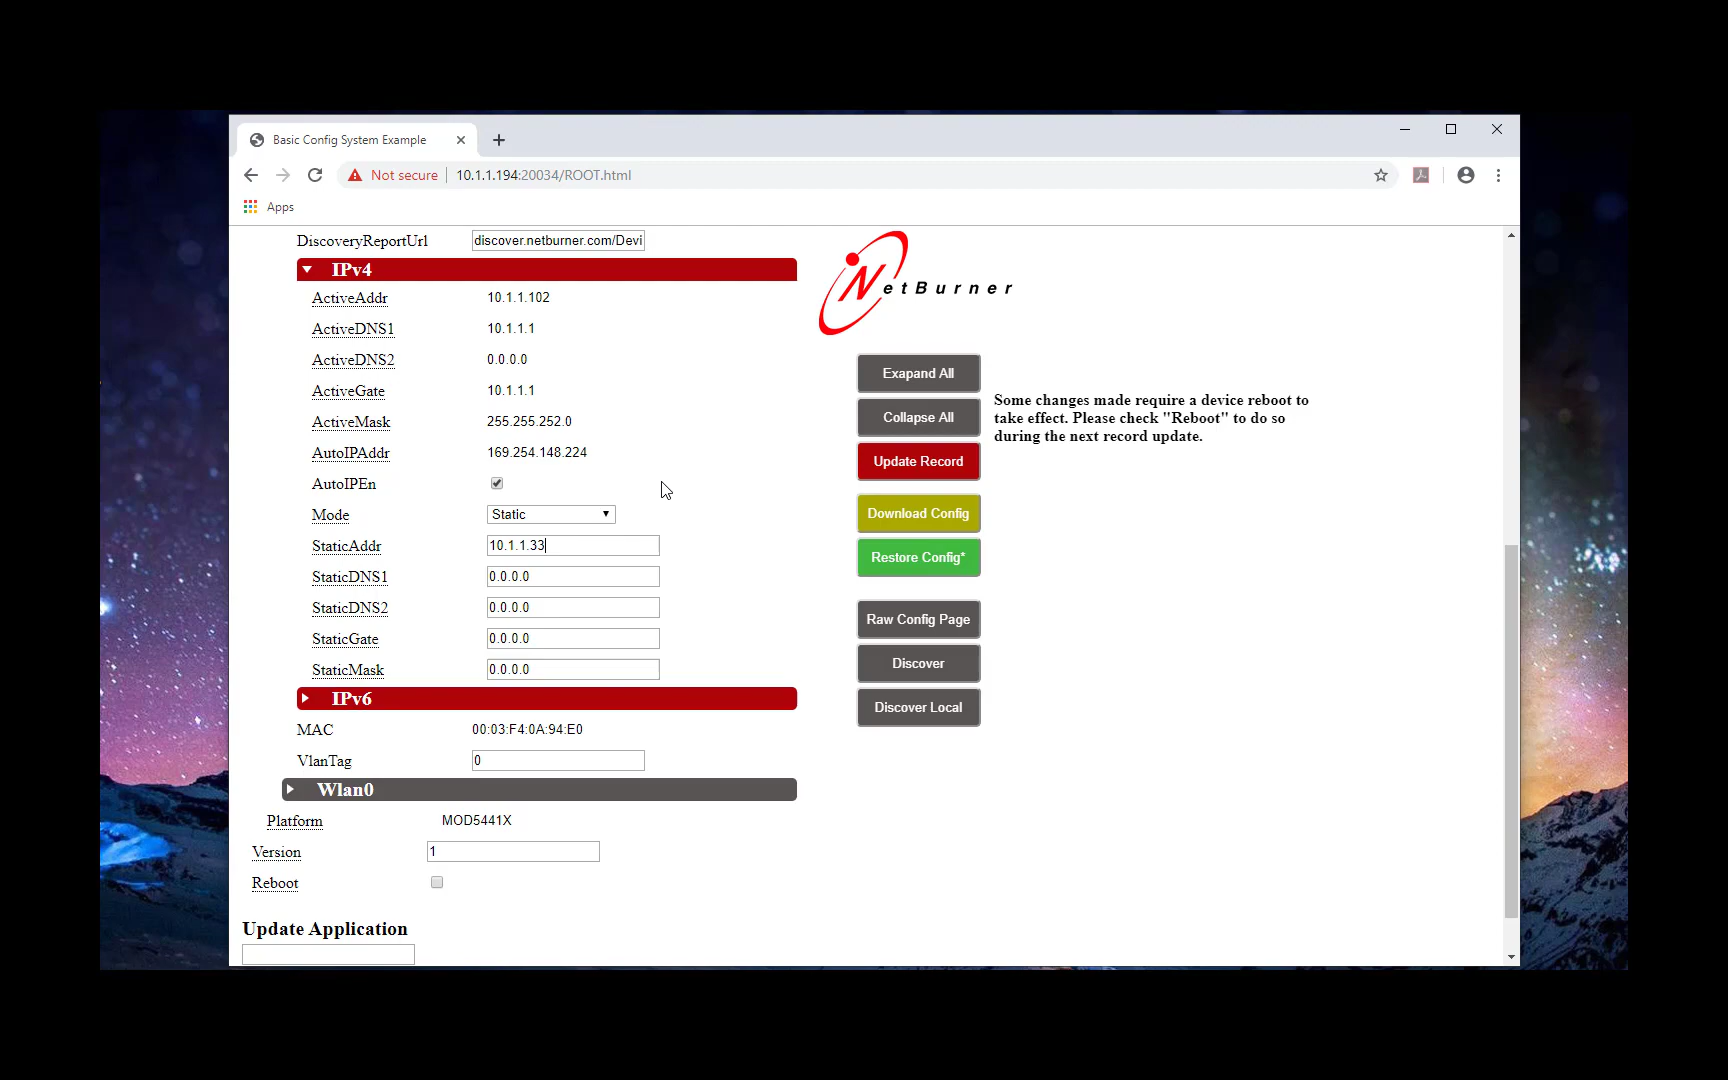 Basic Config System Example
Not secure 10.1.1.194:20034/ROOT.html
Apps
DiscoveryReportUrl discover.netburner.com/Devi
IPv4
ActiveAddr 10.1.1.102
ActiveDNS1 10.1.1.1
ActiveDNS2 0.0.0.0
ActiveGate 10.1.1.1
ActiveMask 255.255.252.0
AutoIPAddr 169.254.148.224
AutoIPEn
Mode Static
StaticAddr 10.1.1.33
StaticDNS1 0.0.0.0
StaticDNS2 0.0.0.0
StaticGate 0.0.0.0
StaticMask 0.0.0.0
IPv6
MAC 00:03:F4:0A:94:E0
VlanTag 0
Wlan0
Platform MOD5441X
Version 1
Reboot
Update Application
NetBurner
Exapand All
Collapse All
Update Record
Download Config
Restore Config*
Raw Config Page
Discover
Discover Local
Some changes made require a device reboot to
take effect. Please check "Reboot" to do so
during the next record update.